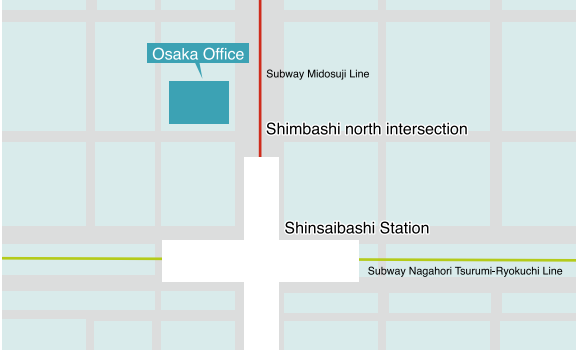 Osaka Office
Subway Midosuji Line
Shimbashi north intersection
Shinsaibashi Station
Subway Nagahori Tsurumi-Ryokuchi Line